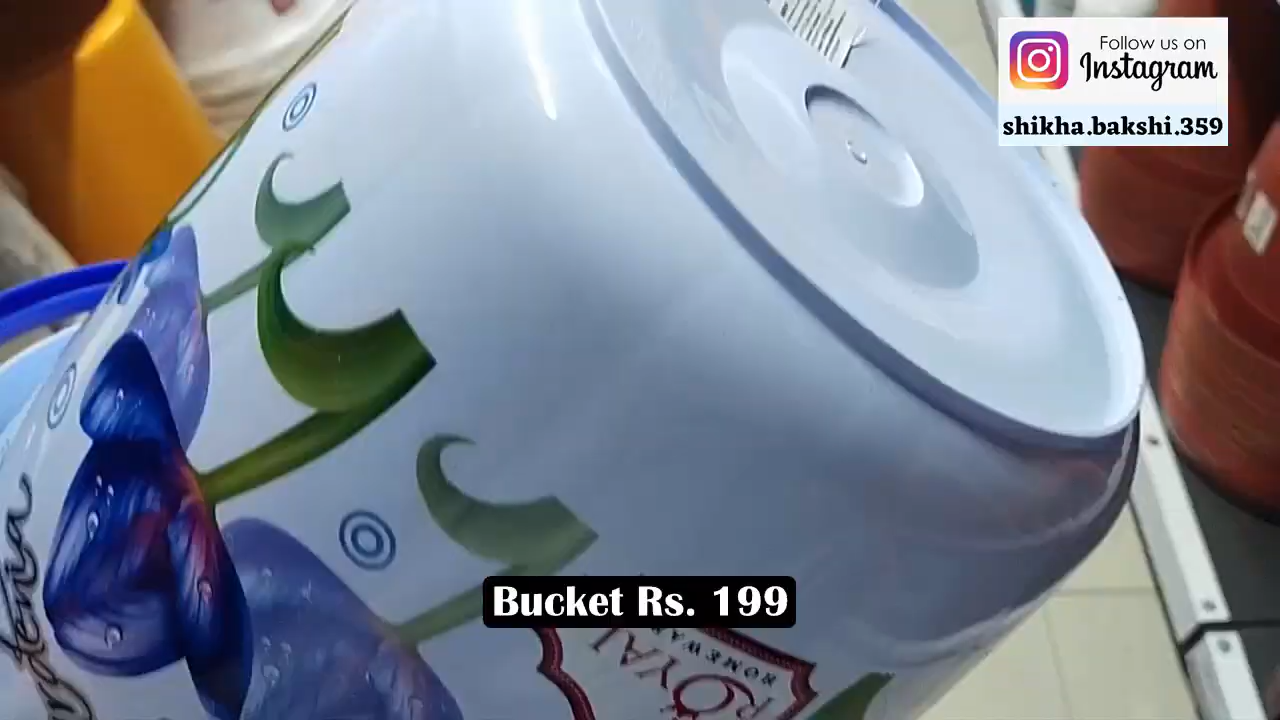 Follow us on
Instagram
shikha.bakshi.359
Bucket Rs. 199
ROYAL
HOMEWARE